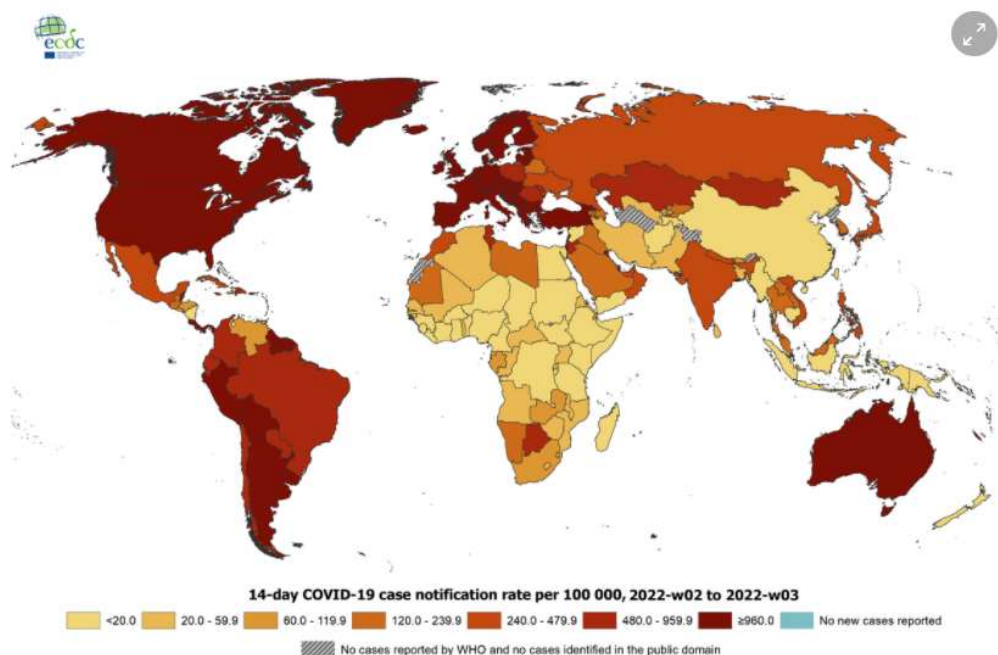 ecdc
14-day COVID-19 case notification rate per 100 000, 2022-w02 to 2022-w03
<20.0 20.0 - 59.9 60.0 - 119.9 120.0 - 239.9 240.0 - 479.9 480.0 - 959.9 ≥960.0 No new cases reported
No cases reported by WHO and no cases identified in the public domain